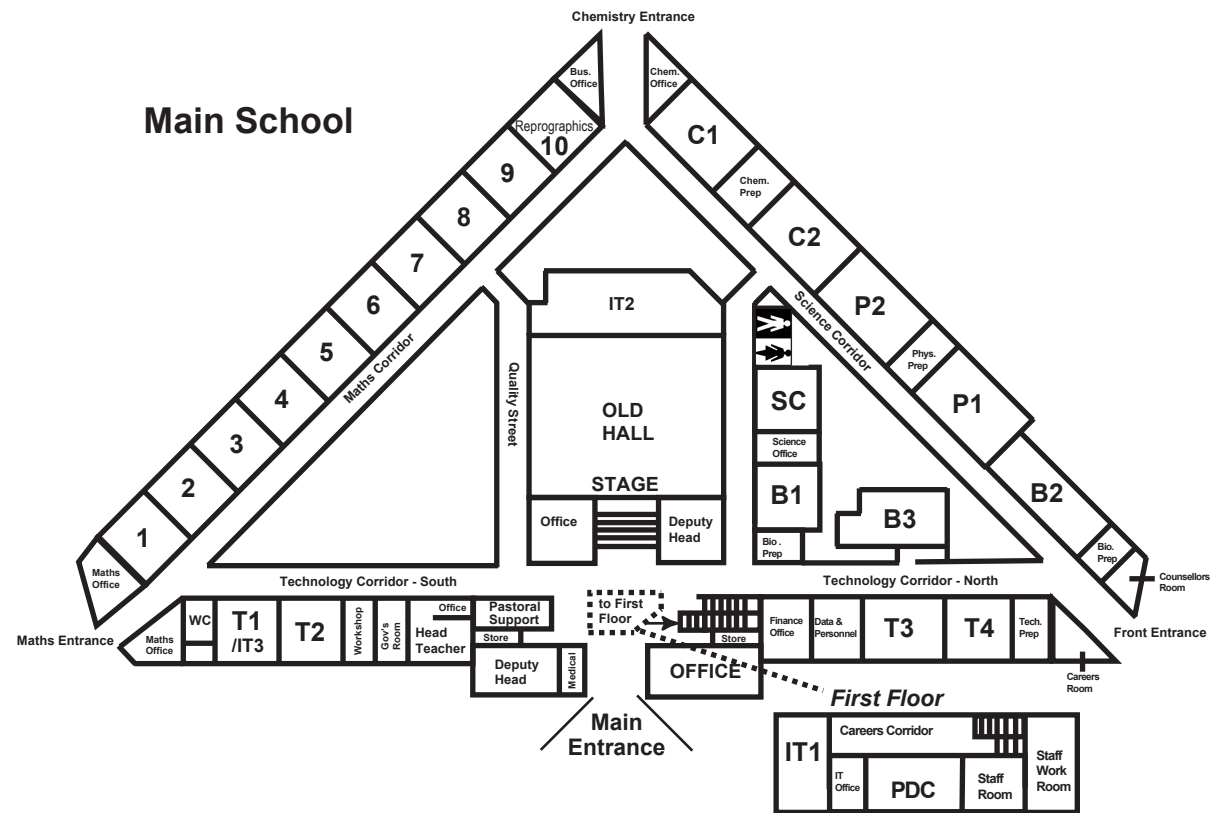 Chemistry Entrance
Main School
Bus.
Office
Chem.
Office
Reprographics
10
C1
9
Chem.
Prep
8
C2
7
P2
6
IT2
Science Corridor
5
Phys.
Prep
Maths Corridor
Quality Street
4
SC
P1
OLD
HALL
3
Science
Office
STAGE
2
B1
B2
Office
Deputy
Head
B3
1
Bio .
Prep
Bio.
Prep
Maths
Office
Technology Corridor - South
Technology Corridor - North
Counsellors
Room
Maths Entrance
Maths
Office
WC
T1
/IT3
T2
Workshop
Gov's
Room
Office
Head
Teacher
Pastoral
Support
Store
Deputy
Head
Medical
to First
Floor
Store
OFFICE
Finance
Office
Data &
Personnel
T3
T4
Tech.
Prep
Front Entrance
Careers
Room
Main
Entrance
First Floor
IT1
Careers Corridor
IT
Office
PDC
Staff
Room
Staff
Work
Room